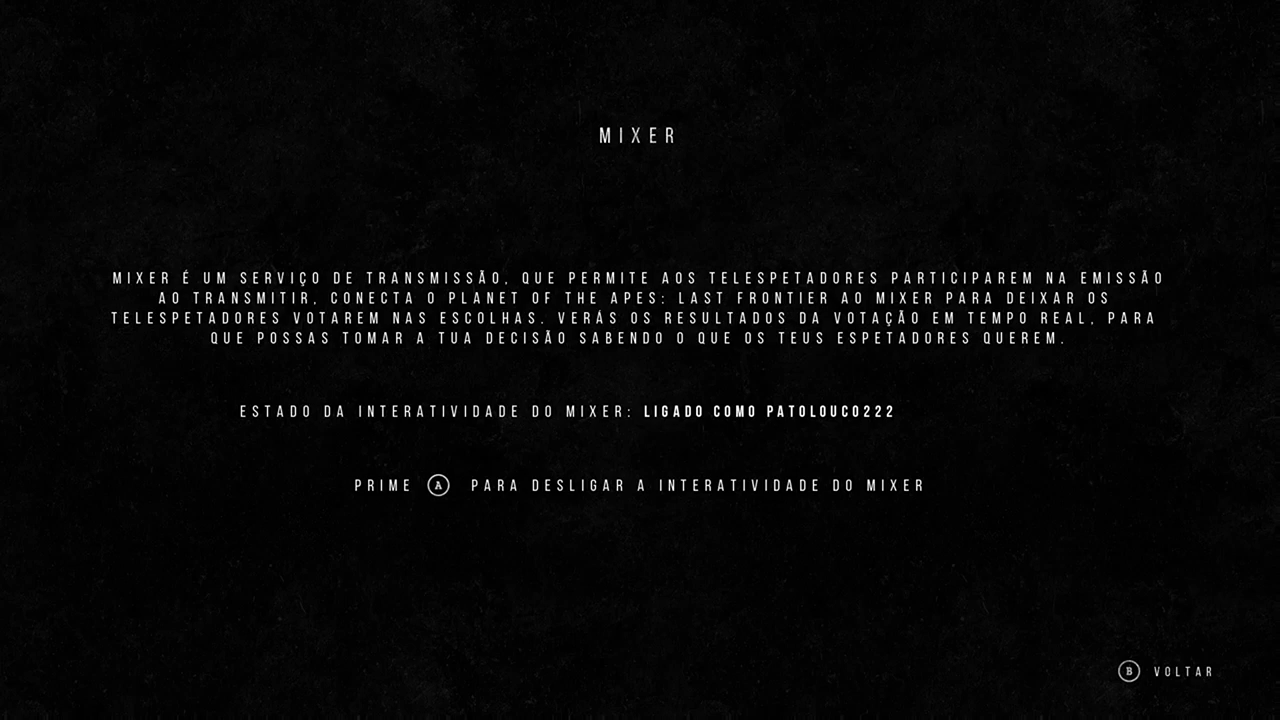 MIXER
MIXER É UM SERVIÇO DE TRANSMISSÃO, QUE PERMITE AOS TELESPETADORES PARTICIPAREM NA EMISSÃO
AO TRANSMITIR, CONECTA O PLANET OF THE APES: LAST FRONTIER AO MIXER PARA DEIXAR OS
TELESPETADORES VOTAREM NAS ESCOLHAS. VERÁS OS RESULTADOS DA VOTAÇÃO EM TEMPO REAL, PARA
QUE POSSAS TOMAR A TUA DECISÃO SABENDO O QUE OS TEUS ESPETADORES QUEREM.
ESTADO DA INTERATIVIDADE DO MIXER: LIGADO COMO PATOLOUCO222
PRIME A PARA DESLIGAR A INTERATIVIDADE DO MIXER
B VOLTAR